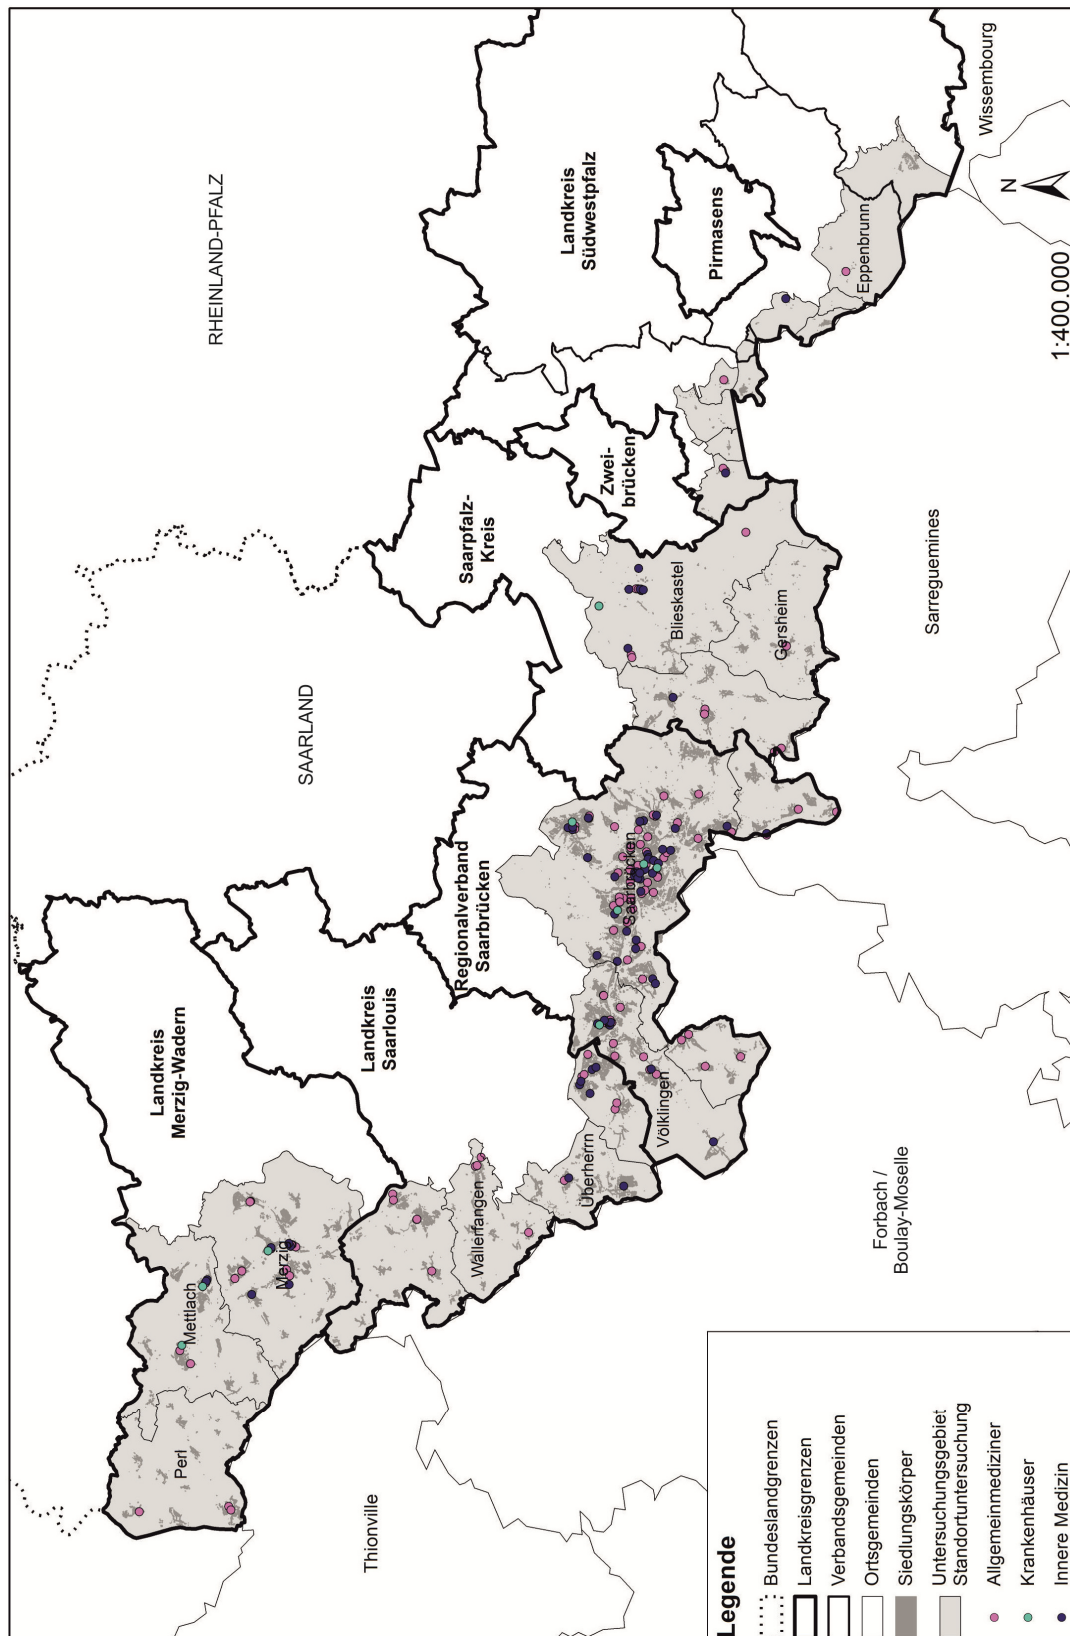 RHEINLAND-PFALZ
SAARLAND
Landkreis
Merzig-Wadern
Landkreis
Saarlouis
Regionalverband
Saarbrücken
Saarpfalz-
Kreis
Zwei-
brücken
Landkreis
Südwestpfalz
Pirmasens
Perl
Mettlach
Merzig
Wallerfangen
Überherrn
Völklingen
Saarbrücken
Blieskastel
Gersheim
Eppenbrunn
Thionville
Forbach /
Boulay-Moselle
Sarreguemines
Wissembourg
N
1:400.000
Legende
Bundeslandgrenzen
Landkreisgrenzen
Verbandsgemeinden
Ortsgemeinden
Siedlungskörper
Untersuchungsgebiet
Standortuntersuchung
Allgemeinmediziner
Krankenhäuser
Innere Medizin